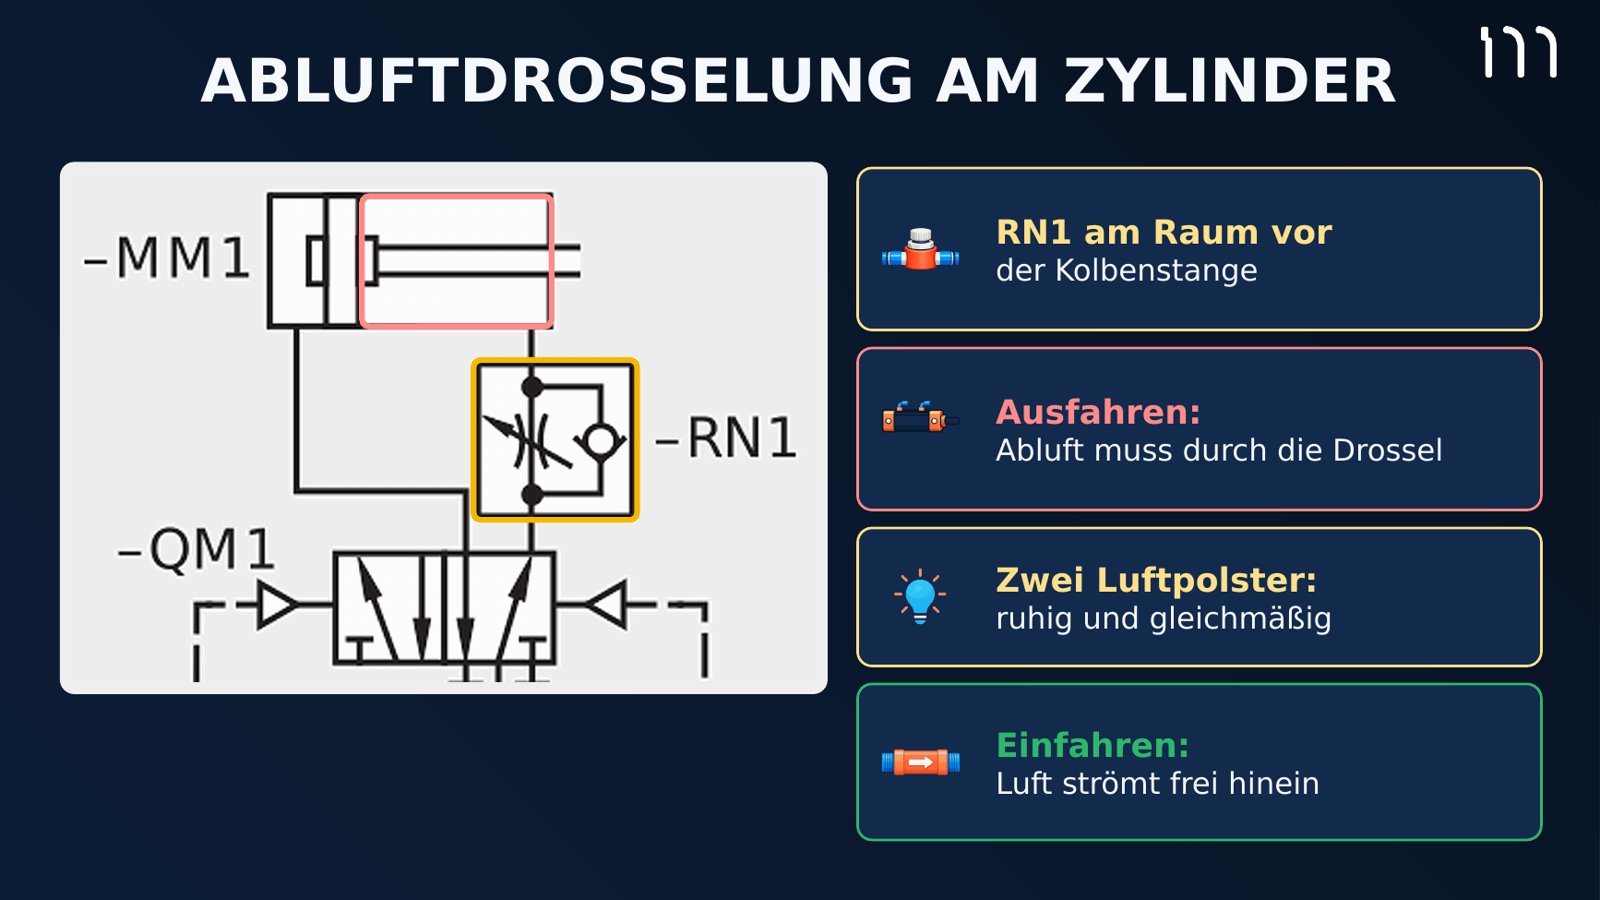 ABLUFTDROSSELUNG AM ZYLINDER
m
-MM1
-RN1
-QM1
RN1 am Raum vor
der Kolbenstange
Ausfahren:
Abluft muss durch die Drossel
Zwei Luftpolster:
ruhig und gleichmäßig
Einfahren:
Luft strömt frei hinein